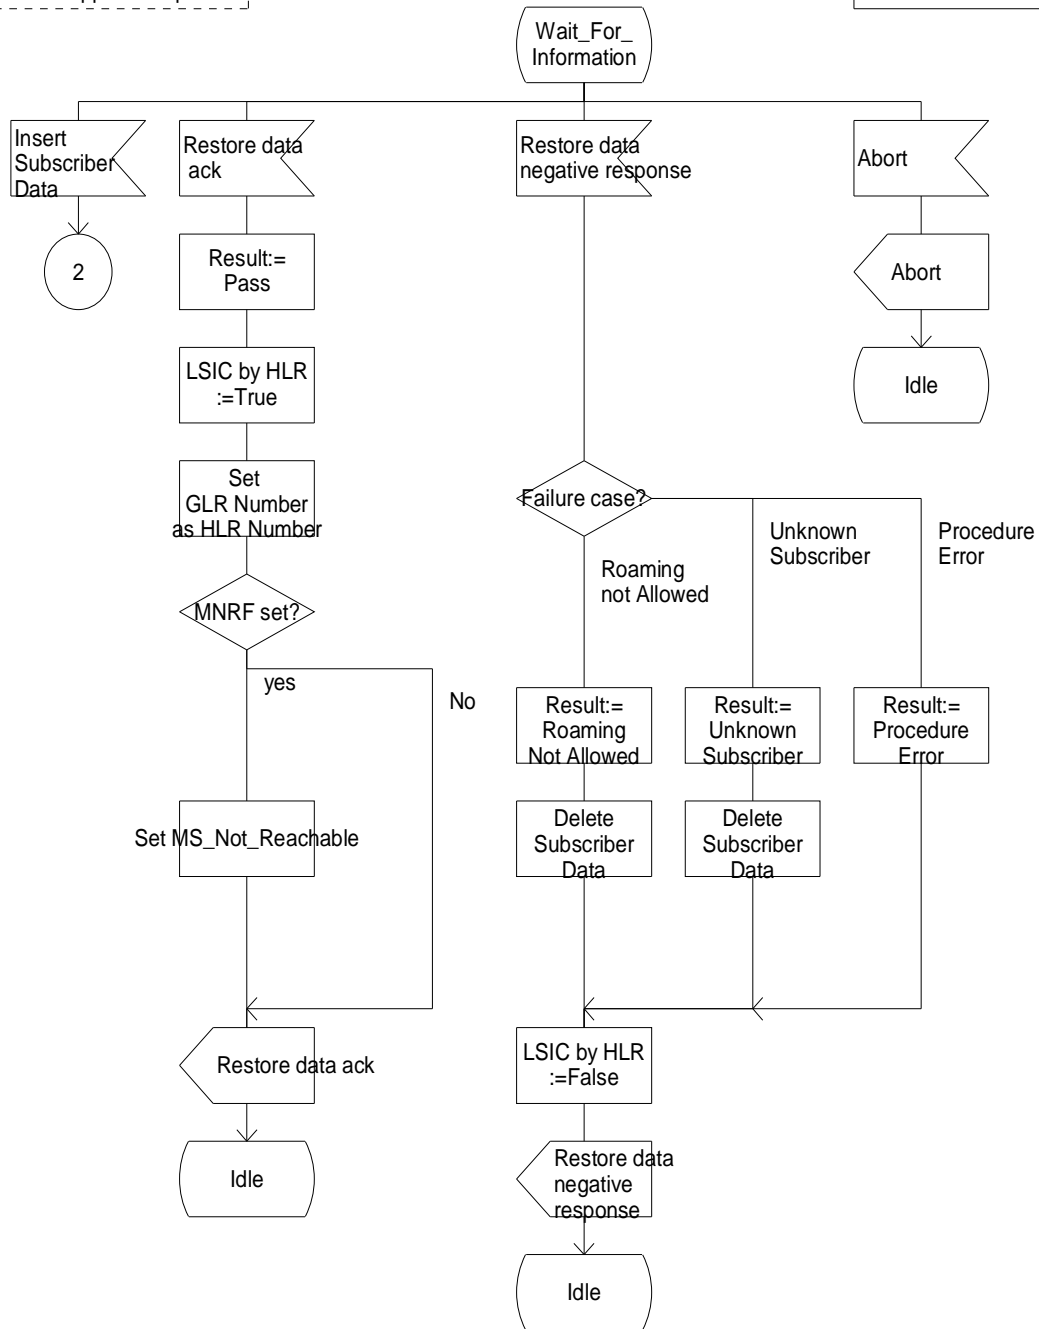 Wait_For_
Information
Insert
Subscriber
Data
Restore data
ack
Restore data
negative response
Abort
2
Result:=
Pass
Abort
LSIC by HLR
:=True
Idle
Set
GLR Number
as HLR Number
Failure case?
Unknown
Subscriber
Procedure
Error
Roaming
not Allowed
MNRF set?
yes
No
Result:=
Roaming
Not Allowed
Result:=
Unknown
Subscriber
Result:=
Procedure
Error
Set MS_Not_Reachable
Delete
Subscriber
Data
Delete
Subscriber
Data
Restore data ack
LSIC by HLR
:=False
Idle
Restore data
negative
response
Idle